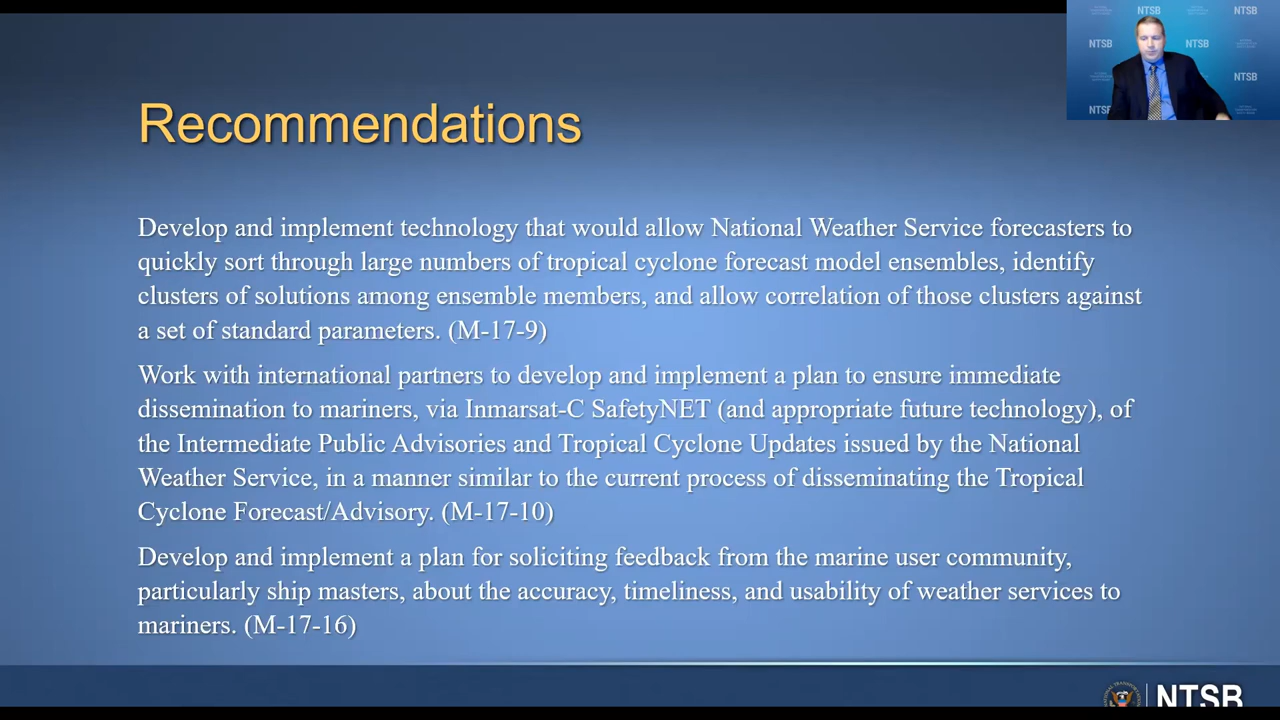 NTSB
NTSB
NTSB
NTSB
NTSB
NTSB
Recommendations
Develop and implement technology that would allow National Weather Service forecasters to
quickly sort through large numbers of tropical cyclone forecast model ensembles, identify
clusters of solutions among ensemble members, and allow correlation of those clusters against
a set of standard parameters. (M-17-9)
Work with international partners to develop and implement a plan to ensure immediate
dissemination to mariners, via Inmarsat-C SafetyNET (and appropriate future technology), of
the Intermediate Public Advisories and Tropical Cyclone Updates issued by the National
Weather Service, in a manner similar to the current process of disseminating the Tropical
Cyclone Forecast/Advisory. (M-17-10)
Develop and implement a plan for soliciting feedback from the marine user community,
particularly ship masters, about the accuracy, timeliness, and usability of weather services to
mariners. (M-17-16)
NTSB